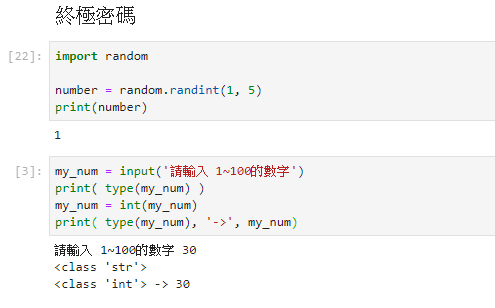 終極密碼
[22]: import random
number = random.randint(1, 5)
print(number)
1
[3]: my_num = input('請輸入 1~100的數字')
print( type(my_num) )
my_num = int(my_num)
print( type(my_num), '->', my_num)
請輸入 1~100的數字 30
<class 'str'>
<class 'int'> -> 30